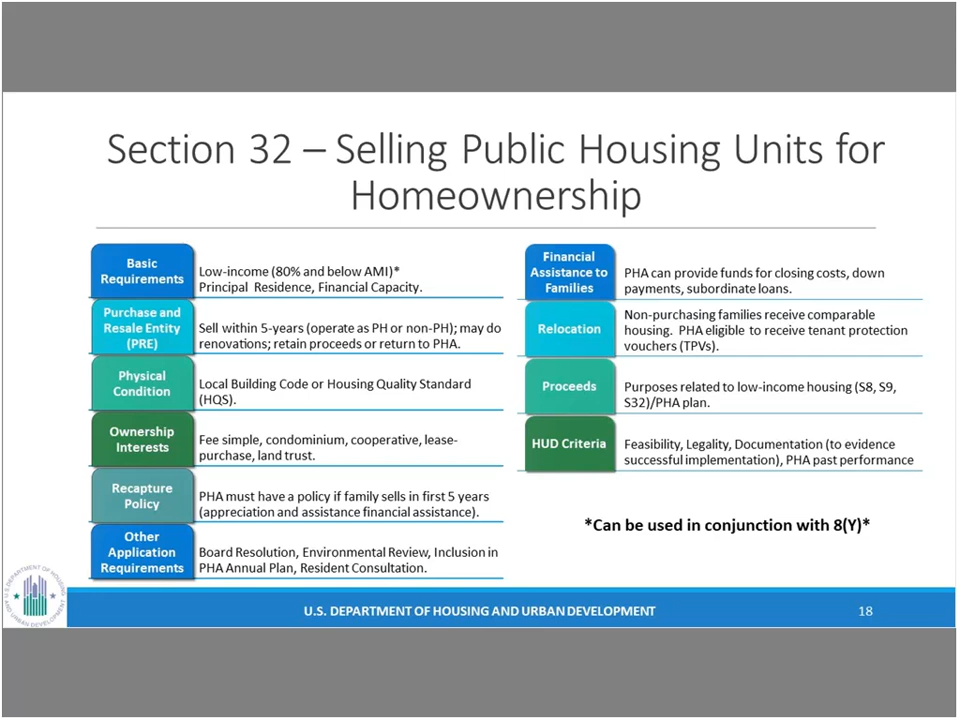 Section 32 – Selling Public Housing Units for
Homeownership
Basic
Requirements
Low-income (80% and below AMI)*
Principal Residence, Financial Capacity.
Purchase and
Resale Entity
(PRE)
Sell within 5-years (operate as PH or non-PH); may do
renovations; retain proceeds or return to PHA.
Physical
Condition
Local Building Code or Housing Quality Standard
(HQS).
Ownership
Interests
Fee simple, condominium, cooperative, lease-
purchase, land trust.
Recapture
Policy
PHA must have a policy if family sells in first 5 years
(appreciation and assistance financial assistance).
Other
Application
Requirements
Board Resolution, Environmental Review, Inclusion in
PHA Annual Plan, Resident Consultation.
Financial
Assistance to
Families
PHA can provide funds for closing costs, down
payments, subordinate loans.
Relocation
Non-purchasing families receive comparable
housing. PHA eligible to receive tenant protection
vouchers (TPVs).
Proceeds
Purposes related to low-income housing (S8, S9,
S32)/PHA plan.
HUD Criteria
Feasibility, Legality, Documentation (to evidence
successful implementation), PHA past performance
*Can be used in conjunction with 8(Y)*
U.S. DEPARTMENT OF HOUSING
AND URBAN DEVELOPMENT
U.S. DEPARTMENT OF HOUSING AND URBAN DEVELOPMENT
18